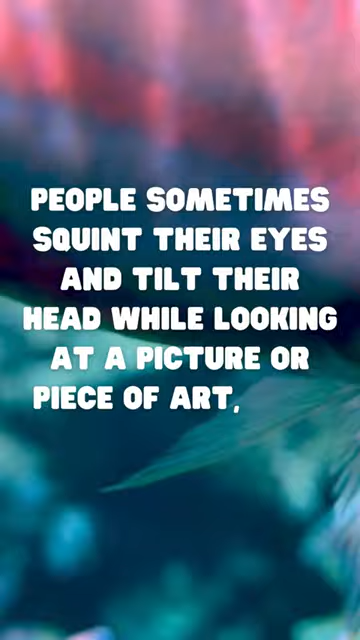 PEOPLE SOMETIMES
SQUINT THEIR EYES
AND TILT THEIR
HEAD WHILE LOOKING
AT A PICTURE OR
PIECE OF ART,